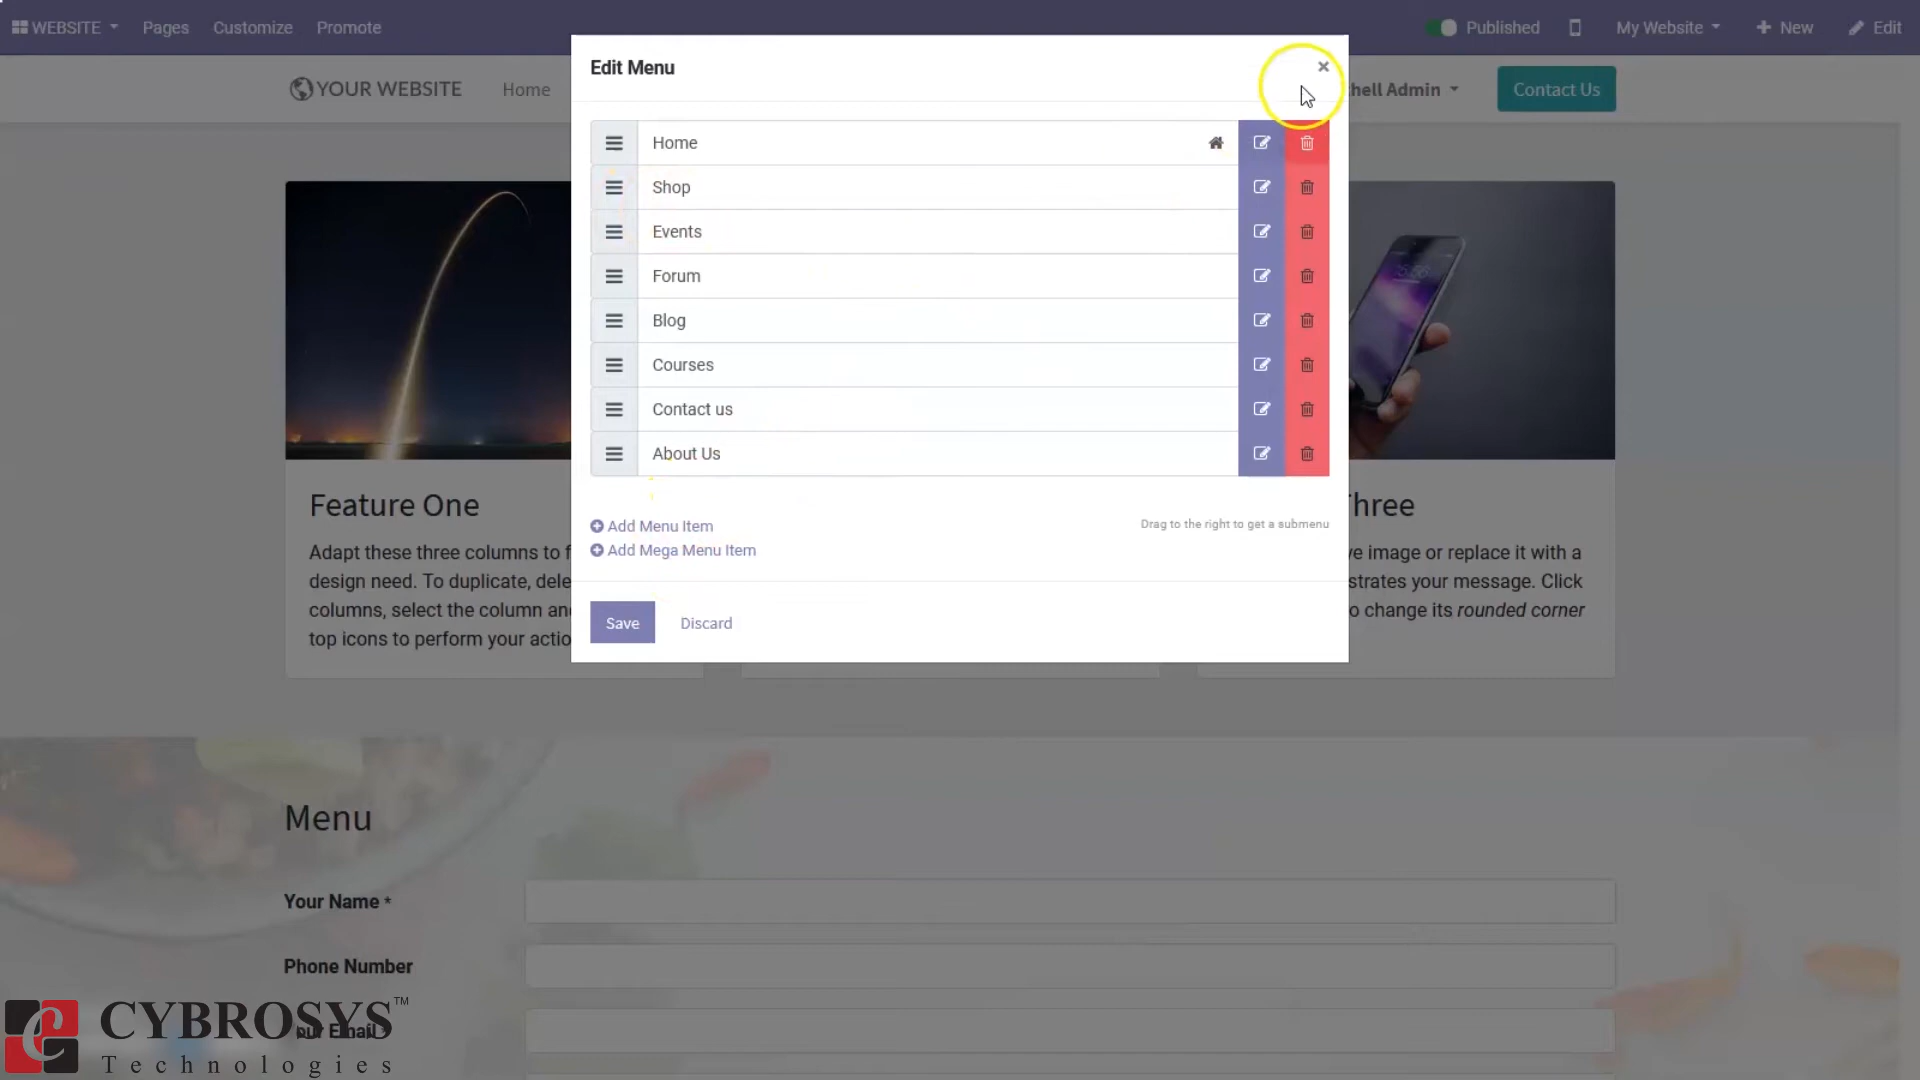 WEBSITE Pages Customize Promote Published My Website New Edit
YOUR WEBSITE Home hell Admin Contact Us
Edit Menu
Home
Shop
Events
Forum
Blog
Courses
Contact us
About Us
Add Menu Item
Drag to the right to get a submenu
Add Mega Menu Item
Save Discard
Feature One
Adapt these three columns to f
design need. To duplicate, dele
columns, select the column an
top icons to perform your actio
hree
ve image or replace it with a
strates your message. Click
o change its rounded corner
Menu
Your Name *
Phone Number
our Email *
CYBROSYS™
Technologies